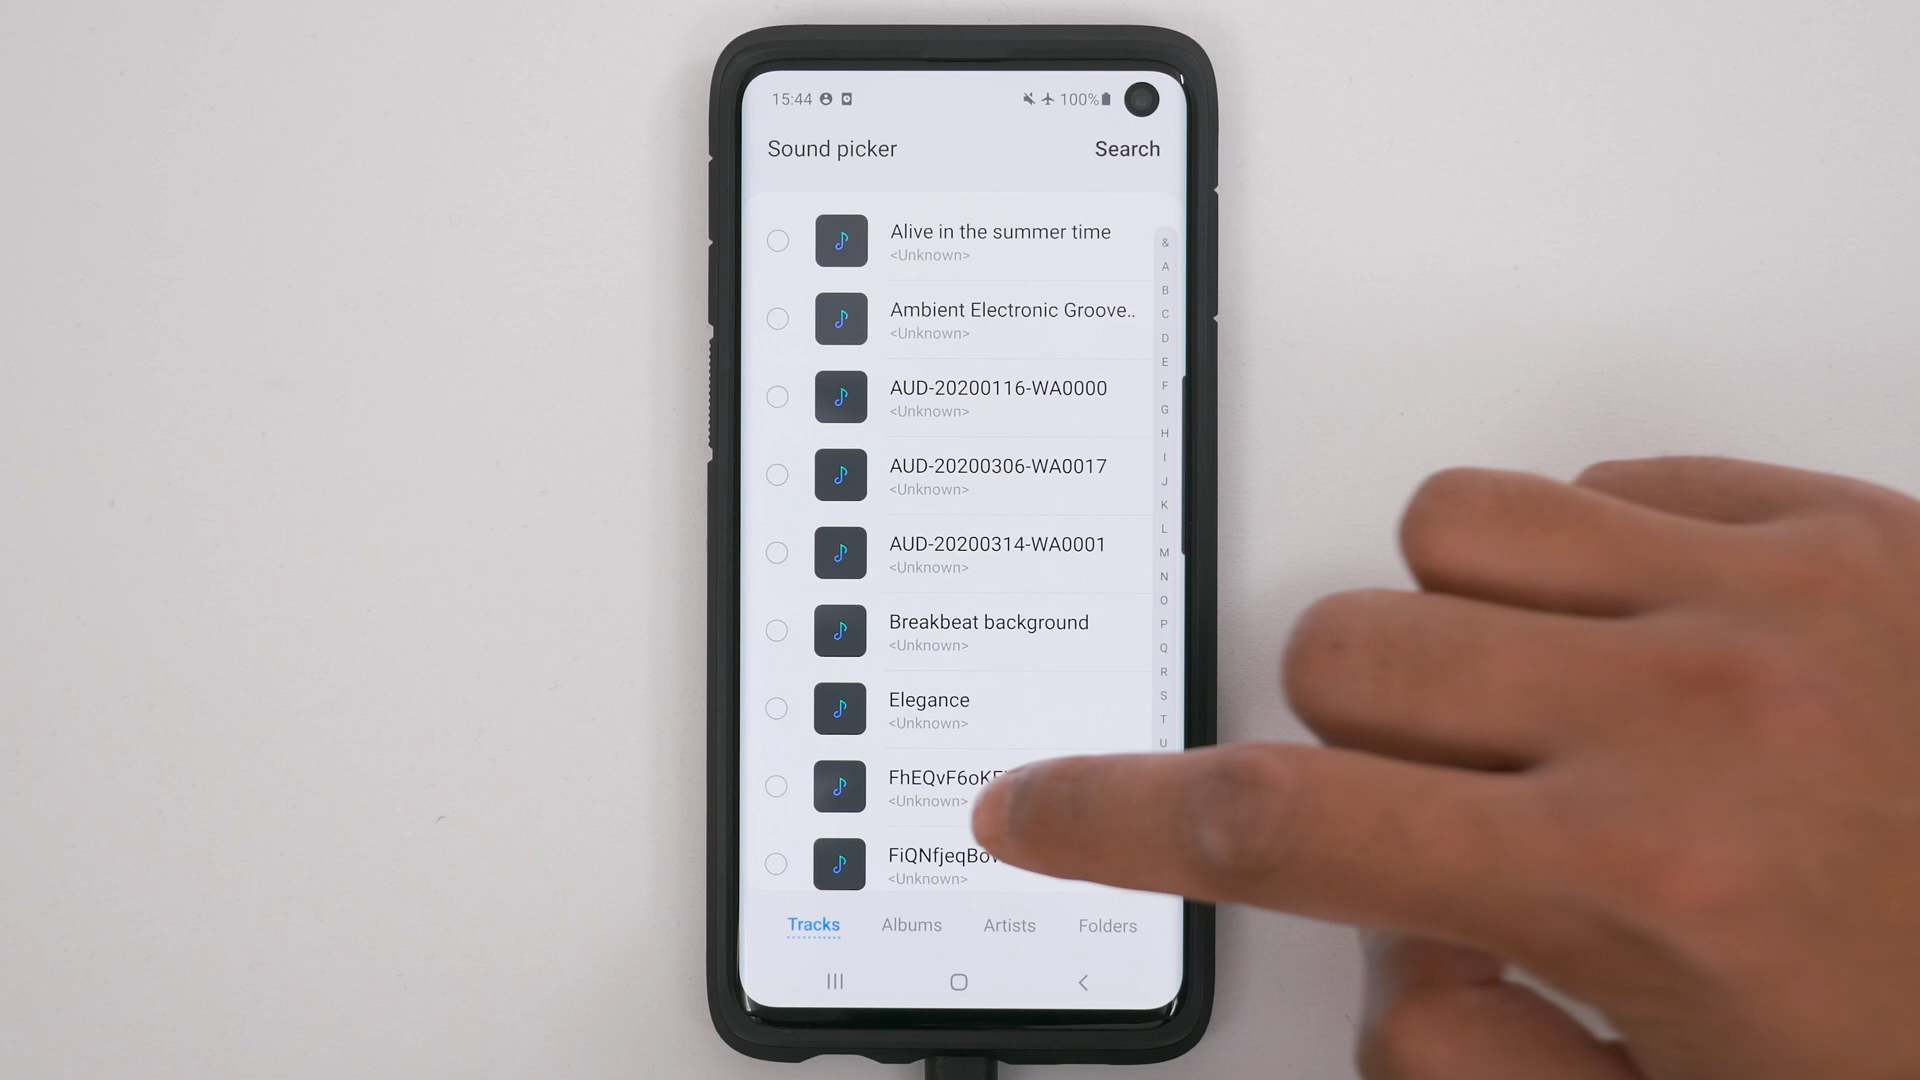 15:44
100%
Sound picker
Search
Alive in the summer time
<Unknown>
Ambient Electronic Groove..
<Unknown>
AUD-20200116-WA0000
<Unknown>
AUD-20200306-WA0017
<Unknown>
AUD-20200314-WA0001
<Unknown>
Breakbeat background
<Unknown>
Elegance
<Unknown>
<Unknown>
<Unknown>
&
A
B
C
D
E
F
G
H
I
J
K
L
M
N
O
P
Q
R
S
T
U
Tracks
Albums
Artists
Folders